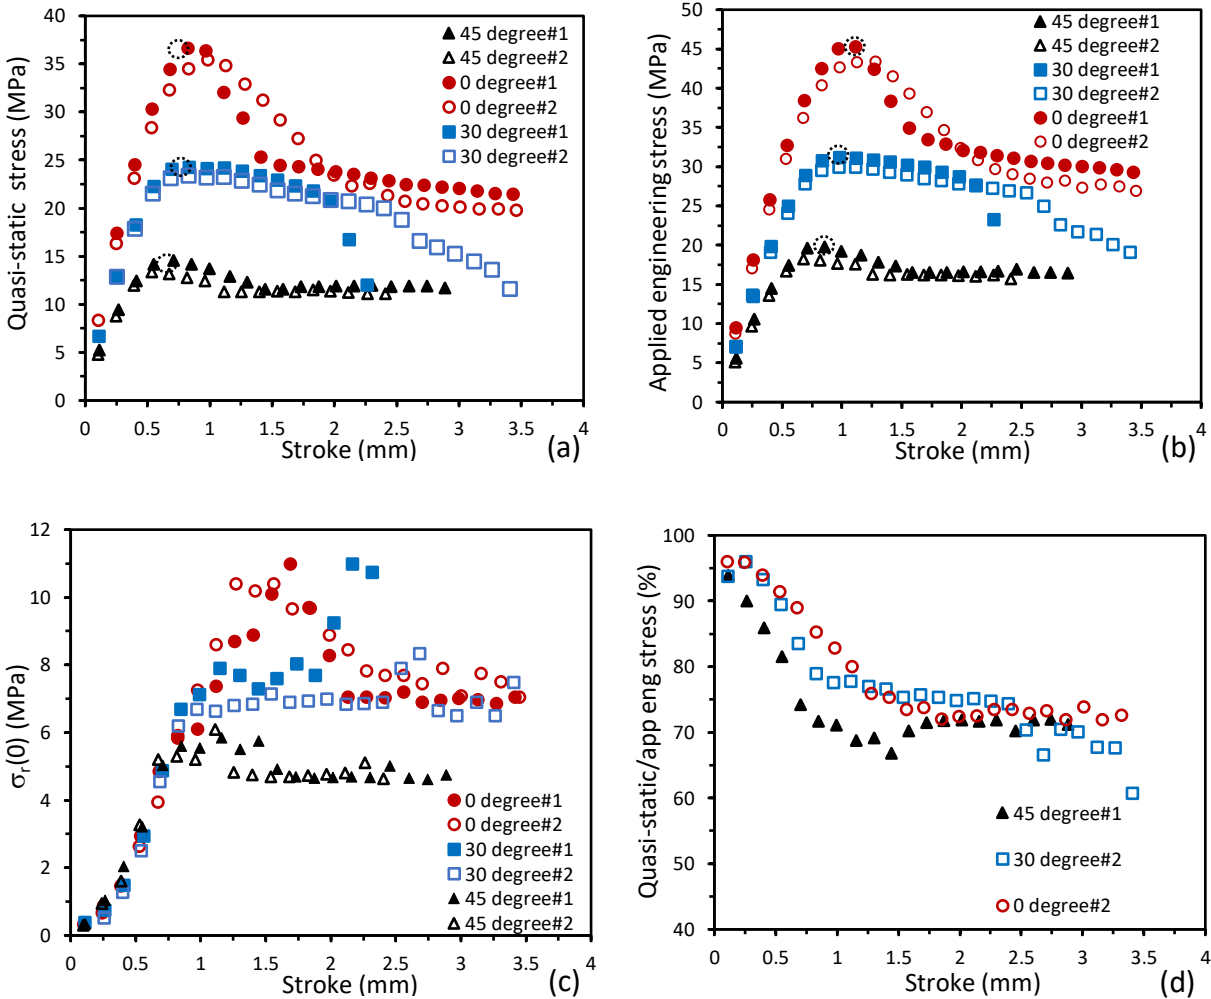 40
35
30
25
20
15
10
5
0
Quasi-static stress (MPa)
45 degree#1
45 degree#2
0 degree#1
0 degree#2
30 degree#1
30 degree#2
0 0.5 1 1.5 2 2.5 3 3.5 4
Stroke (mm)
(a)
50
45
40
35
30
25
20
15
10
5
0
Applied engineering stress (MPa)
45 degree#1
45 degree#2
30 degree#1
30 degree#2
0 degree#1
0 degree#2
0 0.5 1 1.5 2 2.5 3 3.5 4
Stroke (mm)
(b)
12
10
8
6
4
2
0
σr(0) (MPa)
0 degree#1
0 degree#2
30 degree#1
30 degree#2
45 degree#1
45 degree#2
0 0.5 1 1.5 2 2.5 3 3.5 4
Stroke (mm)
(c)
100
90
80
70
60
50
40
Quasi-static/app eng stress (%)
45 degree#1
30 degree#2
0 degree#2
0 0.5 1 1.5 2 2.5 3 3.5 4
Stroke (mm)
(d)